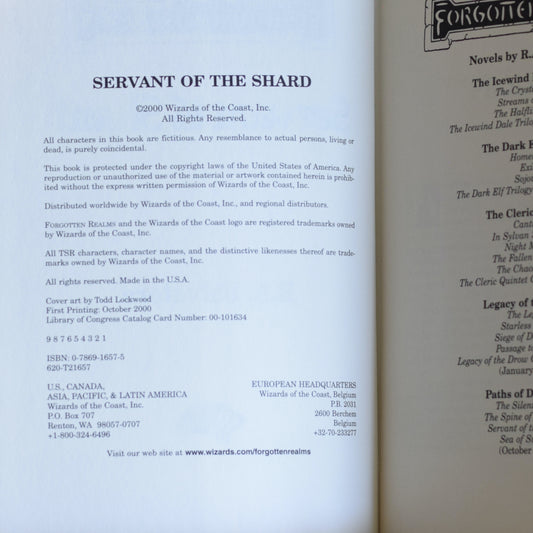 SERVANT OF THE SHARD
©2000 Wizards of the Coast, Inc.
All Rights Reserved.
All characters in this book are fictitious. Any resemblance to actual persons, living or
dead, is purely coincidental.
This book is protected under the copyright laws of the United States of America. Any
reproduction or unauthorized use of the material or artwork contained herein is prohib-
ited without the express written permission of Wizards of the Coast, Inc.
Distributed worldwide by Wizards of the Coast, Inc., and regional distributors.
FORGOTTEN REALMS and the Wizards of the Coast logo are registered trademarks owned
by Wizards of the Coast, Inc.
All TSR characters, character names, and the distinctive likenesses thereof are trade-
marks owned by Wizards of the Coast, Inc.
All rights reserved. Made in the U.S.A.
Cover art by Todd Lockwood
First Printing: October 2000
Library of Congress Catalog Card Number: 00-101634
9 8 7 6 5 4 3 2 1
ISBN: 0-7869-1657-5
620-T21657
U.S., CANADA,
ASIA, PACIFIC, & LATIN AMERICA
Wizards of the Coast, Inc.
P.O. Box 707
Renton, WA 98057-0707
+1-800-324-6496
EUROPEAN HEADQUARTERS
Wizards of the Coast, Belgium
P.B. 2031
2600 Berchem
Belgium
+32-70-233277
Visit our web site at www.wizards.com/forgottenrealms
FORGOTTEN
Novels by R.
The Icewind
The Cryst
Streams
The Halfli
The Icewind Dale Trilo
The Dark
Home
Exi
Sojou
The Dark Elf Trilogy
The Cleric
Cant
In Sylvan
Night M
The Fallen
The Chao
The Cleric Quintet
Legacy of t
The Le
Starless
Siege of D
Passage to
Legacy of the Drow
(January
Paths of D
The Silen
The Spine of
Servant of t
Sea of S
(October